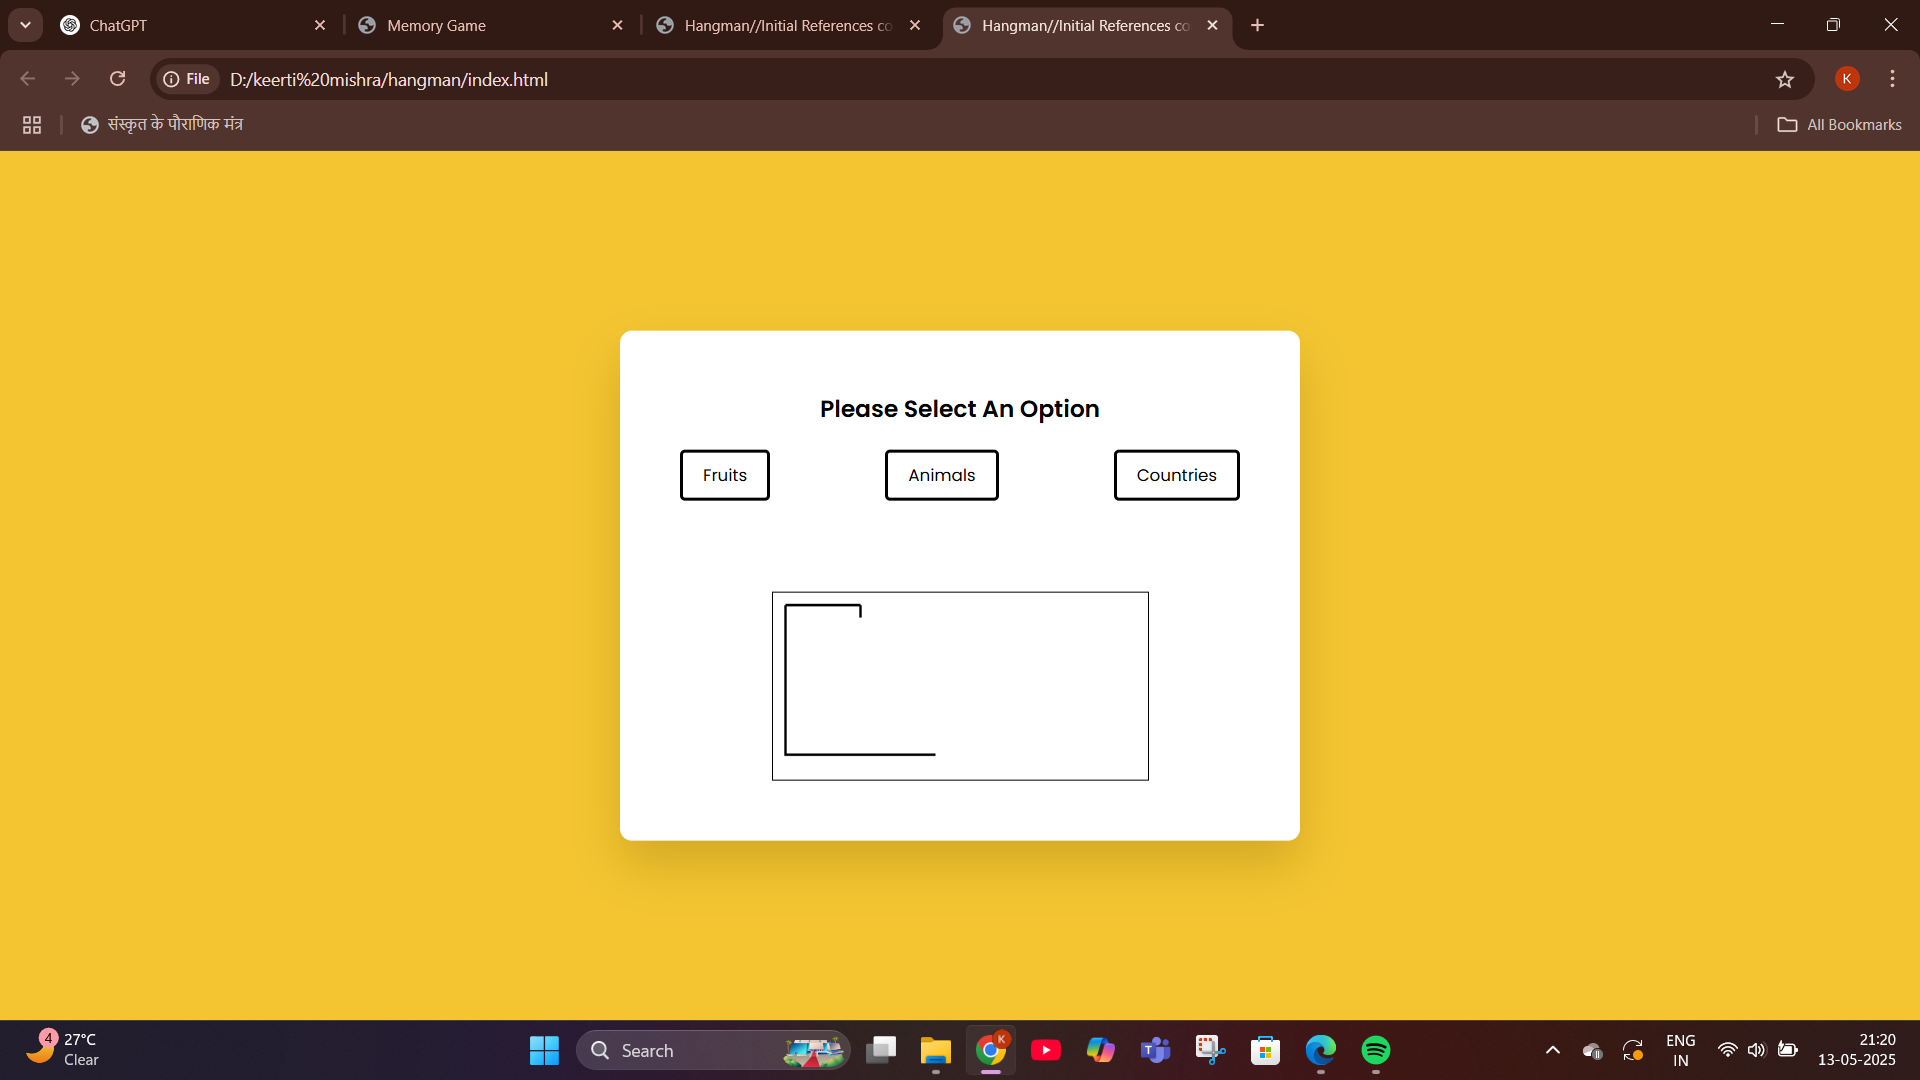 ChatGPT
Memory Game
Hangman//Initial References co
Hangman//Initial References co
File
D:/keerti%20mishra/hangman/index.html
K
संस्कृत के पौराणिक मंत्र
All Bookmarks
Please Select An Option
Fruits
Animals
Countries
4
27°C
Clear
Search
K
T
ENG
IN
21:20
13-05-2025